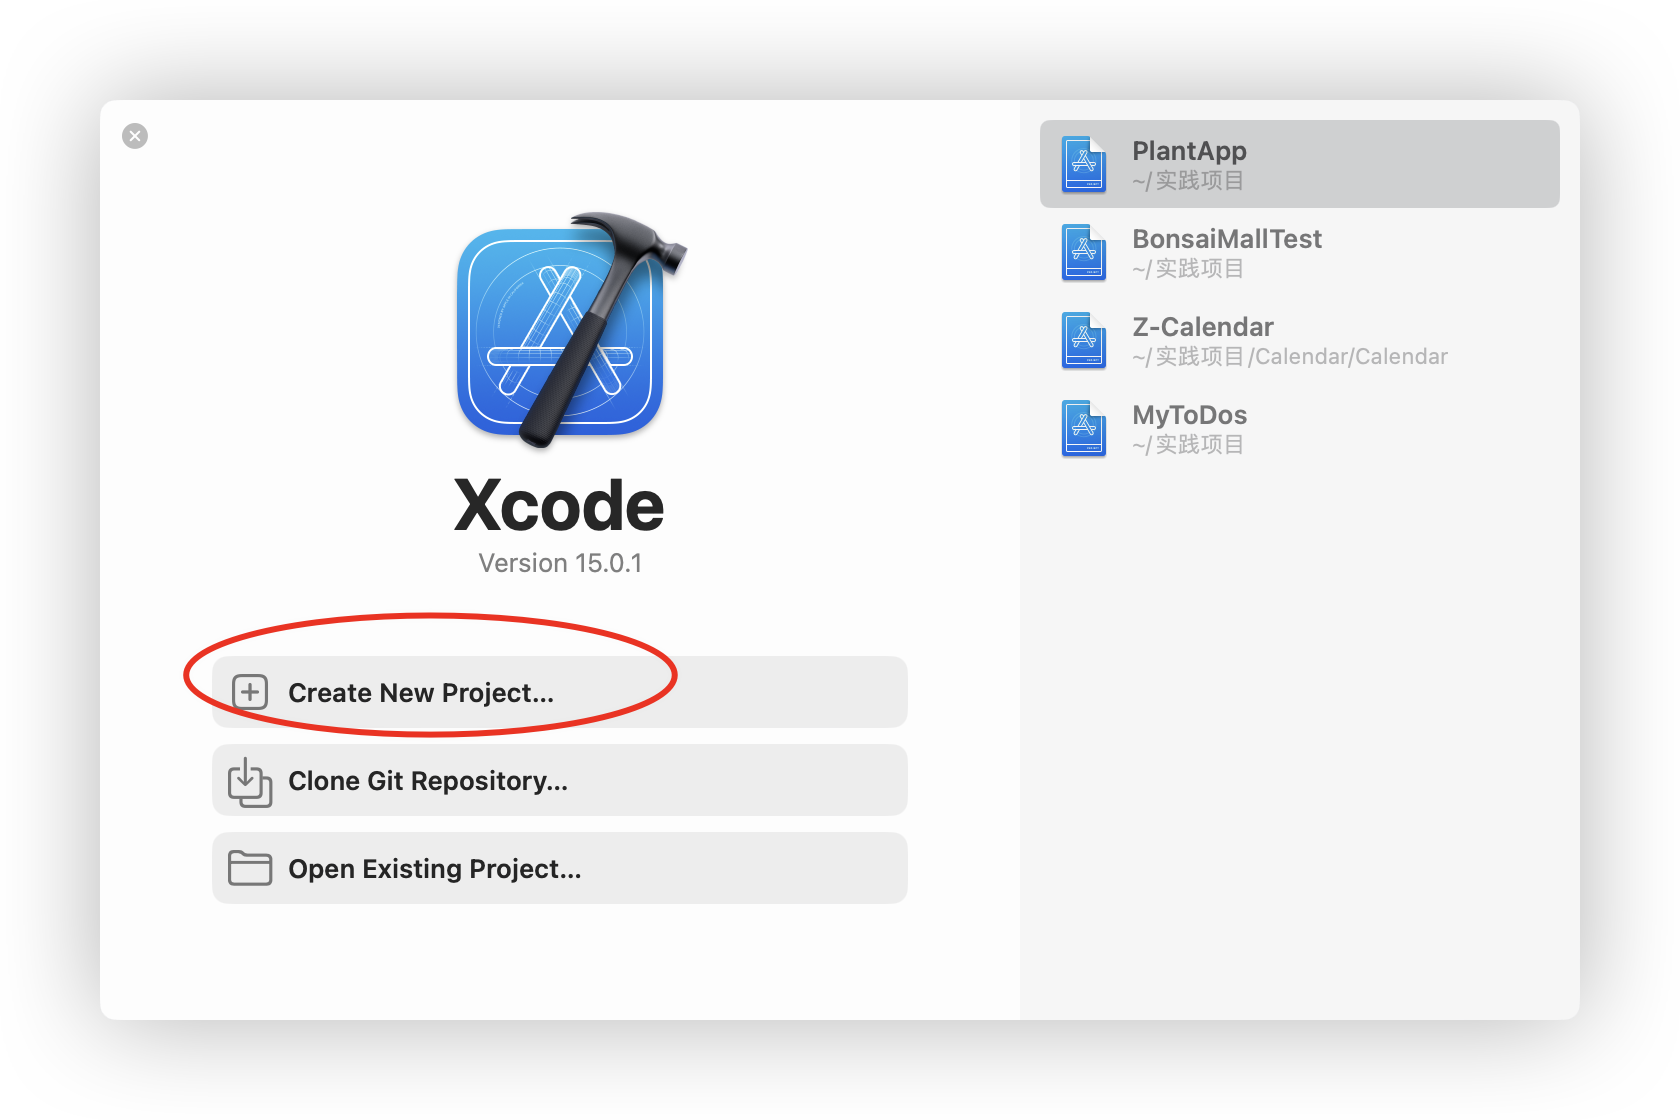 Xcode
Version 15.0.1
Create New Project...
Clone Git Repository...
Open Existing Project...
PlantApp
~/实践项目
BonsaiMallTest
~/实践项目
Z-Calendar
~/实践项目/Calendar/Calendar
MyToDos
~/实践项目